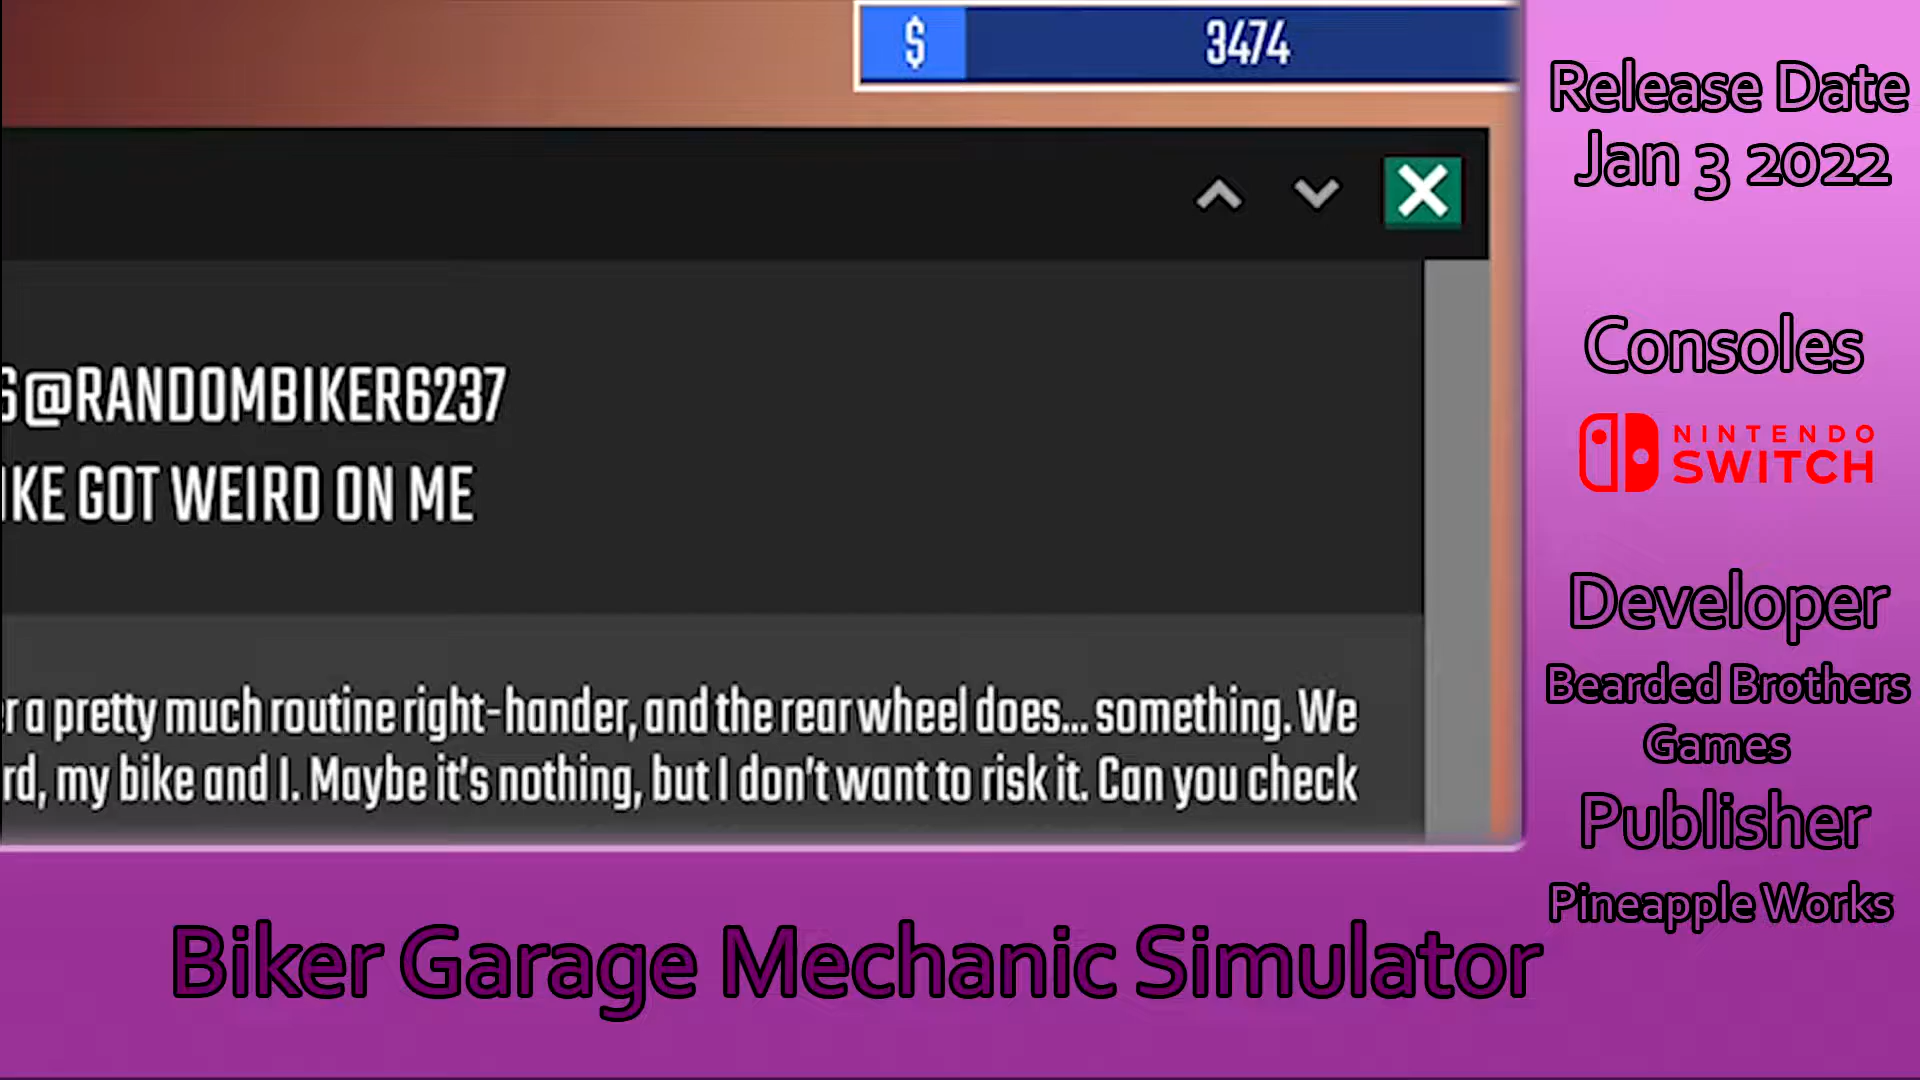 $ 3474
@RANDOMBIKER6237
GOT WEIRD ON ME
a pretty much routine right-hander, and the rear wheel does... something. We
my bike and I. Maybe it's nothing, but I don't want to risk it. Can you check
Release Date
Jan 3 2022
Consoles
NINTENDO
SWITCH
Developer
Bearded Brothers
Games
Publisher
Pineapple Works
Biker Garage Mechanic Simulator